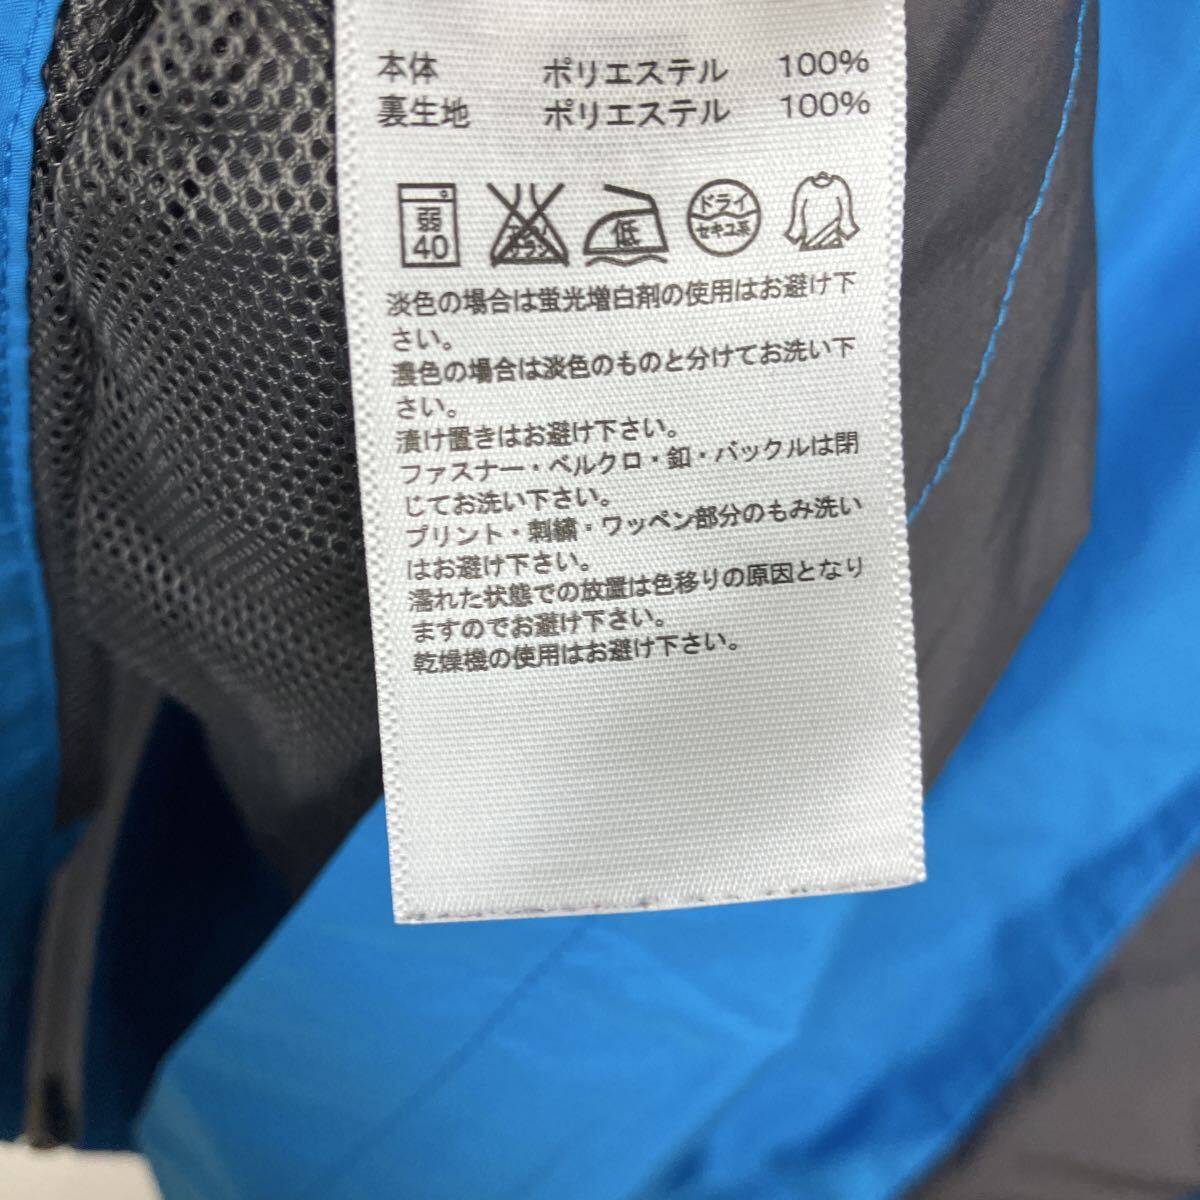 本体 ポリエステル 100%
裏生地 ポリエステル 100%
弱 40 エンソ サラシ 低 ドライ セキユ系
淡色の場合は蛍光増白剤の使用はお避け下
さい。
濃色の場合は淡色のものと分けてお洗い下
さい。
漬け置きはお避け下さい。
ファスナー・ベルクロ・釦・バックルは閉
じてお洗い下さい。
プリント・刺繍・ワッペン部分のもみ洗い
はお避け下さい。
濡れた状態での放置は色移りの原因となり
ますのでお避け下さい。
乾燥機の使用はお避け下さい。